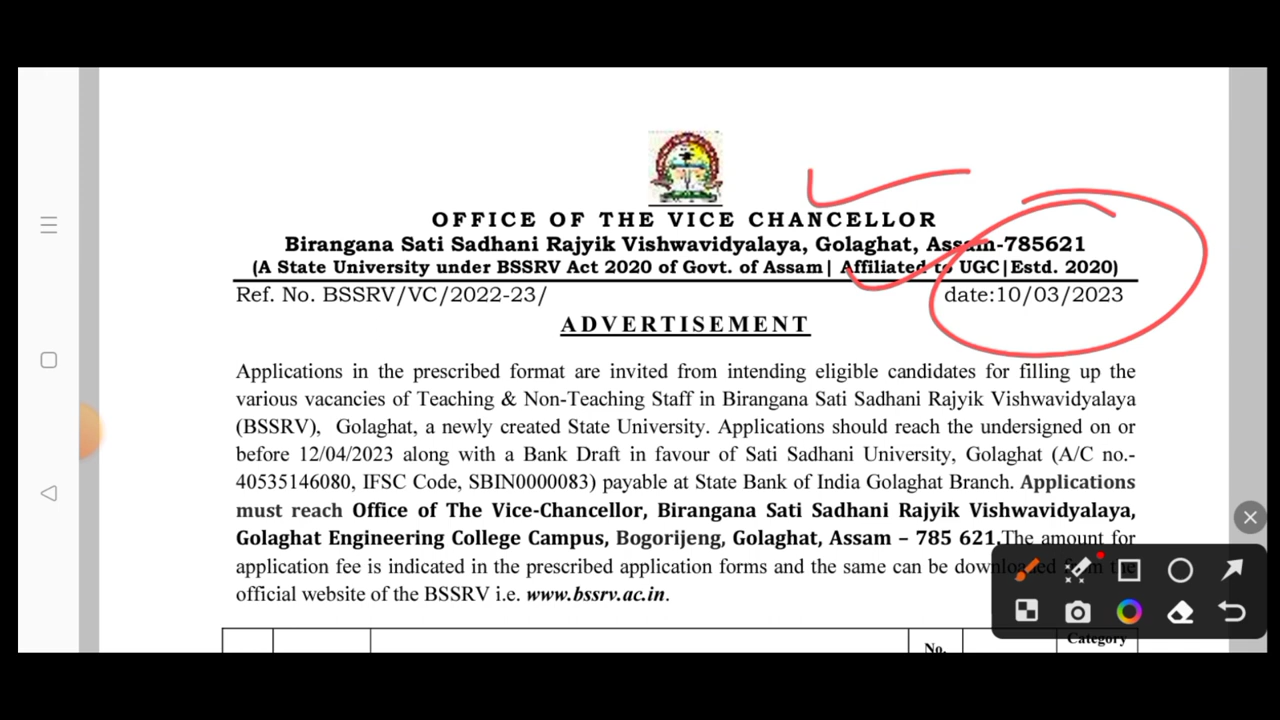 OFFICE OF THE VICE CHANCELLOR
Birangana Sati Sadhani Rajyik Vishwavidyalaya, Golaghat, Assam-785621
(A State University under BSSRV Act 2020 of Govt. of Assam| Affiliated to UGC|Estd. 2020)
Ref. No. BSSRV/VC/2022-23/ date:10/03/2023
ADVERTISEMENT
Applications in the prescribed format are invited from intending eligible candidates for filling up the
various vacancies of Teaching & Non-Teaching Staff in Birangana Sati Sadhani Rajyik Vishwavidyalaya
(BSSRV), Golaghat, a newly created State University. Applications should reach the undersigned on or
before 12/04/2023 along with a Bank Draft in favour of Sati Sadhani University, Golaghat (A/C no.-
40535146080, IFSC Code, SBIN0000083) payable at State Bank of India Golaghat Branch. Applications
must reach Office of The Vice-Chancellor, Birangana Sati Sadhani Rajyik Vishwavidyalaya,
Golaghat Engineering College Campus, Bogorijeng, Golaghat, Assam – 785 621.The amount for
application fee is indicated in the prescribed application forms and the same can be downloaded from the
official website of the BSSRV i.e. www.bssrv.ac.in.
No. Category